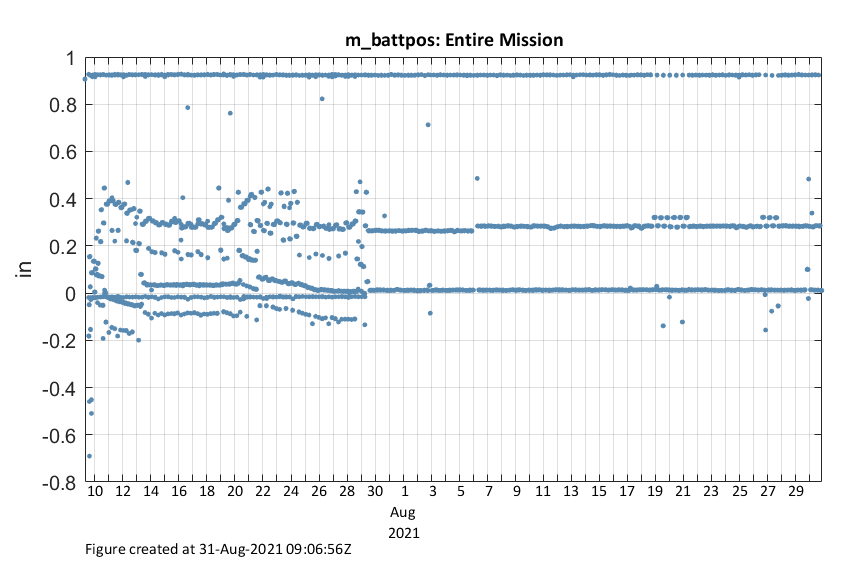 m_battpos: Entire Mission
1
0.8
0.6
0.4
0.2
0
-0.2
-0.4
-0.6
-0.8
in
10 12 14 16 18 20 22 24 26 28 30 1 3 5 7 9 11 13 15 17 19 21 23 25 27 29
Aug
2021
Figure created at 31-Aug-2021 09:06:56Z